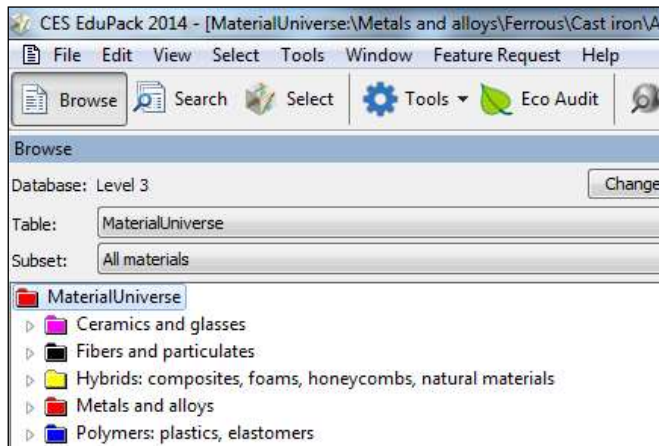 CES EduPack 2014 - [MaterialUniverse:\Metals and alloys\Ferrous\Cast iron\A
File Edit View Select Tools Window Feature Request Help
Browse Search Select Tools Eco Audit
Browse
Database: Level 3 Change
Table: MaterialUniverse
Subset: All materials
MaterialUniverse
Ceramics and glasses
Fibers and particulates
Hybrids: composites, foams, honeycombs, natural materials
Metals and alloys
Polymers: plastics, elastomers